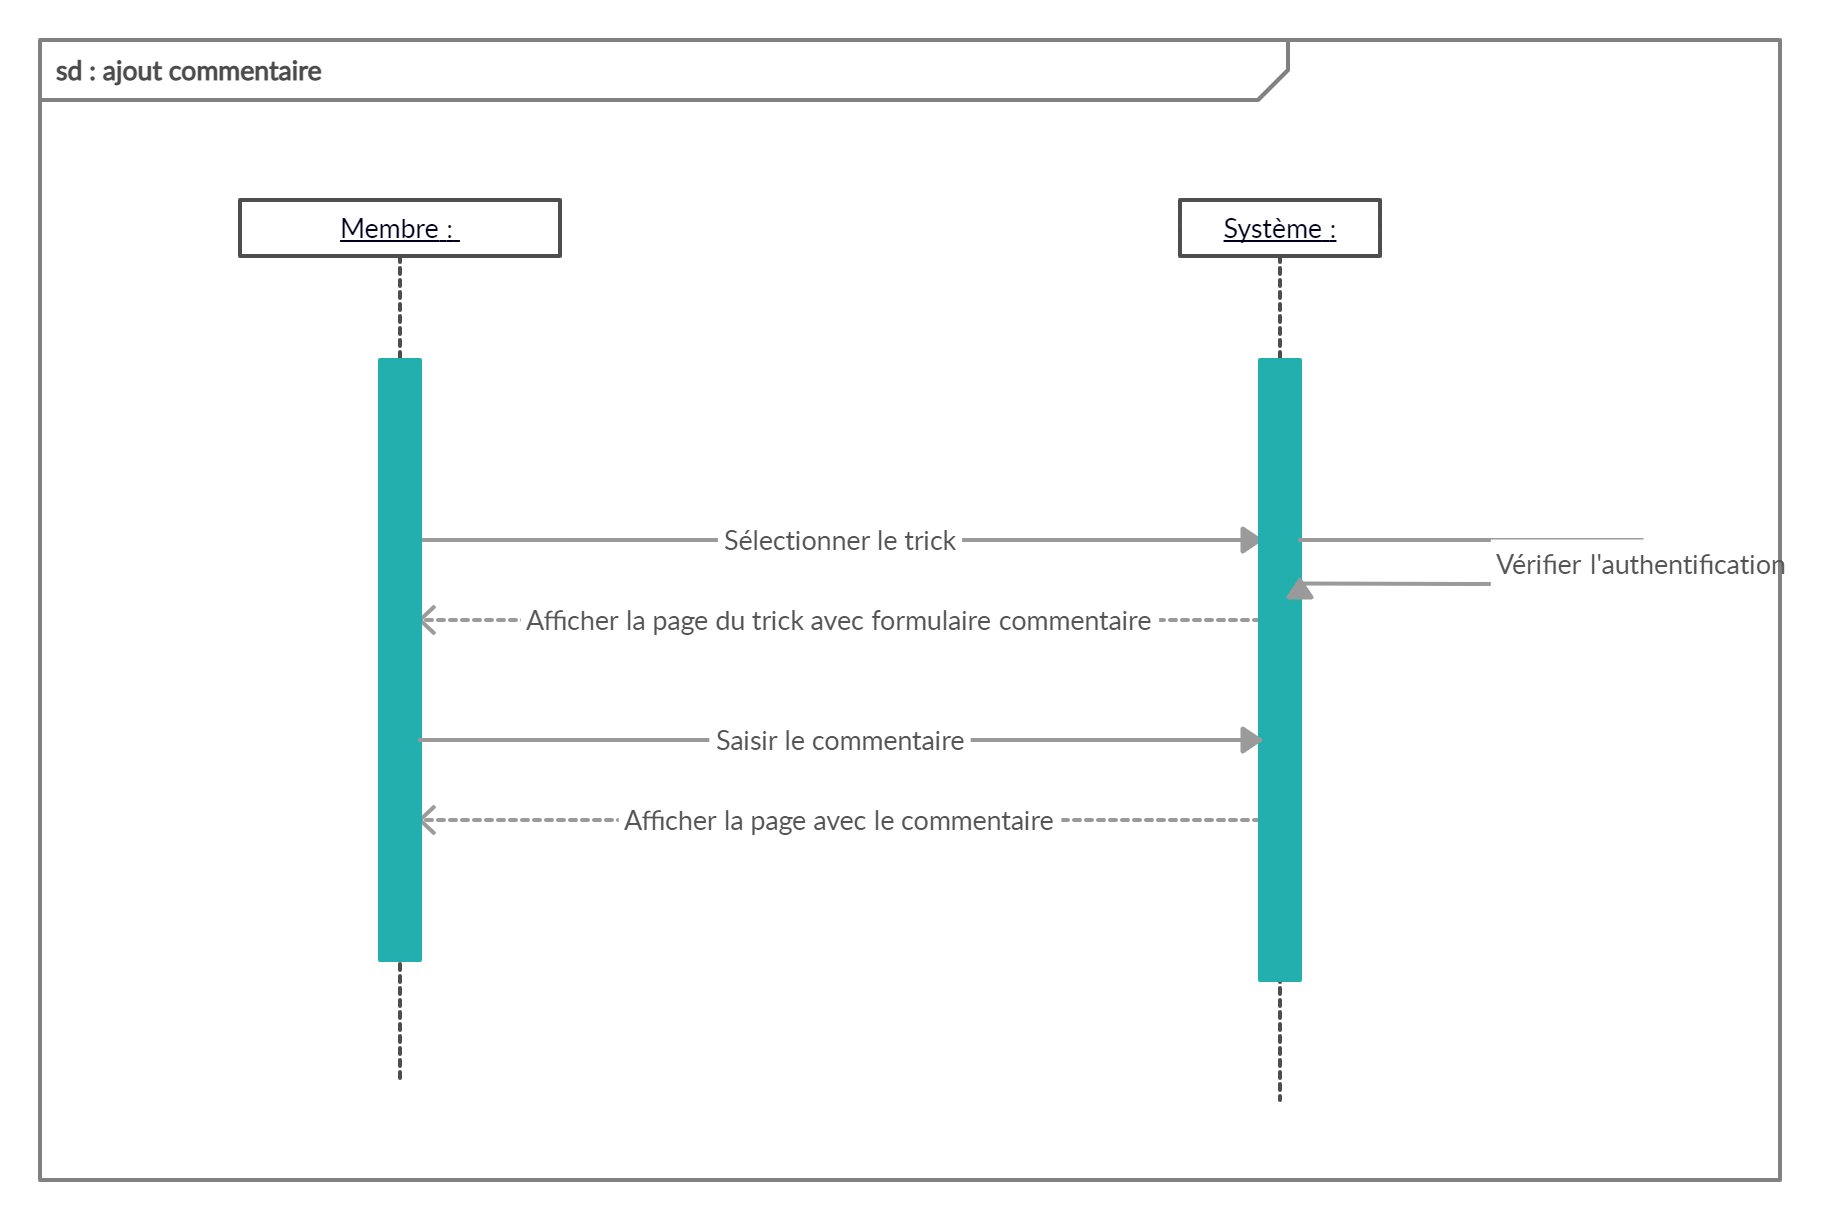 sd : ajout commentaire
Membre :
Système :
Sélectionner le trick
Vérifier l'authentification
Afficher la page du trick avec formulaire commentaire
Saisir le commentaire
Afficher la page avec le commentaire